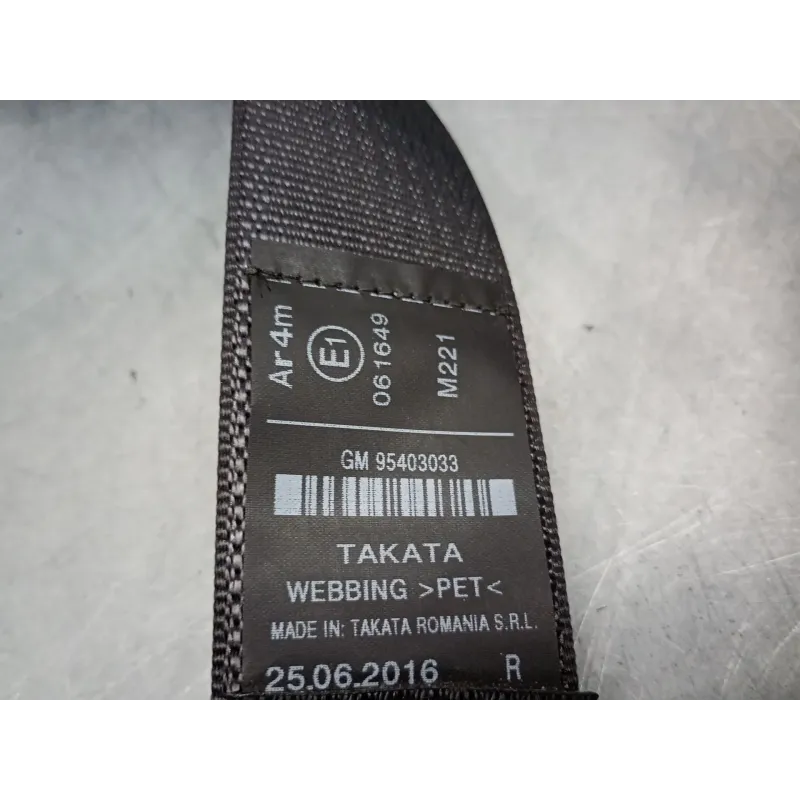 Ar4m
E1
061649
M221
GM 95403033
TAKATA
WEBBING >PET<
MADE IN: TAKATA ROMANIA S.R.L.
25.06.2016 R